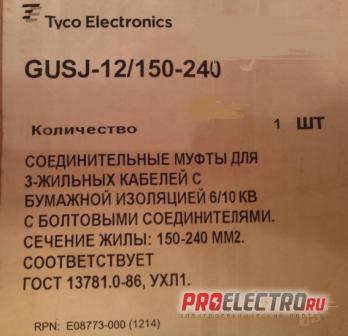 Tyco Electronics
GUSJ-12/150-240
Количество 1 ШТ
СОЕДИНИТЕЛЬНЫЕ МУФТЫ ДЛЯ
3-ЖИЛЬНЫХ КАБЕЛЕЙ С
БУМАЖНОЙ ИЗОЛЯЦИЕЙ 6/10 КВ
С БОЛТОВЫМИ СОЕДИНИТЕЛЯМИ.
СЕЧЕНИЕ ЖИЛЫ: 150-240 ММ2.
СООТВЕТСТВУЕТ
ГОСТ 13781.0-86, УХЛ1.
PROELECTRO.RU
RPN: E08773-000 (1214)